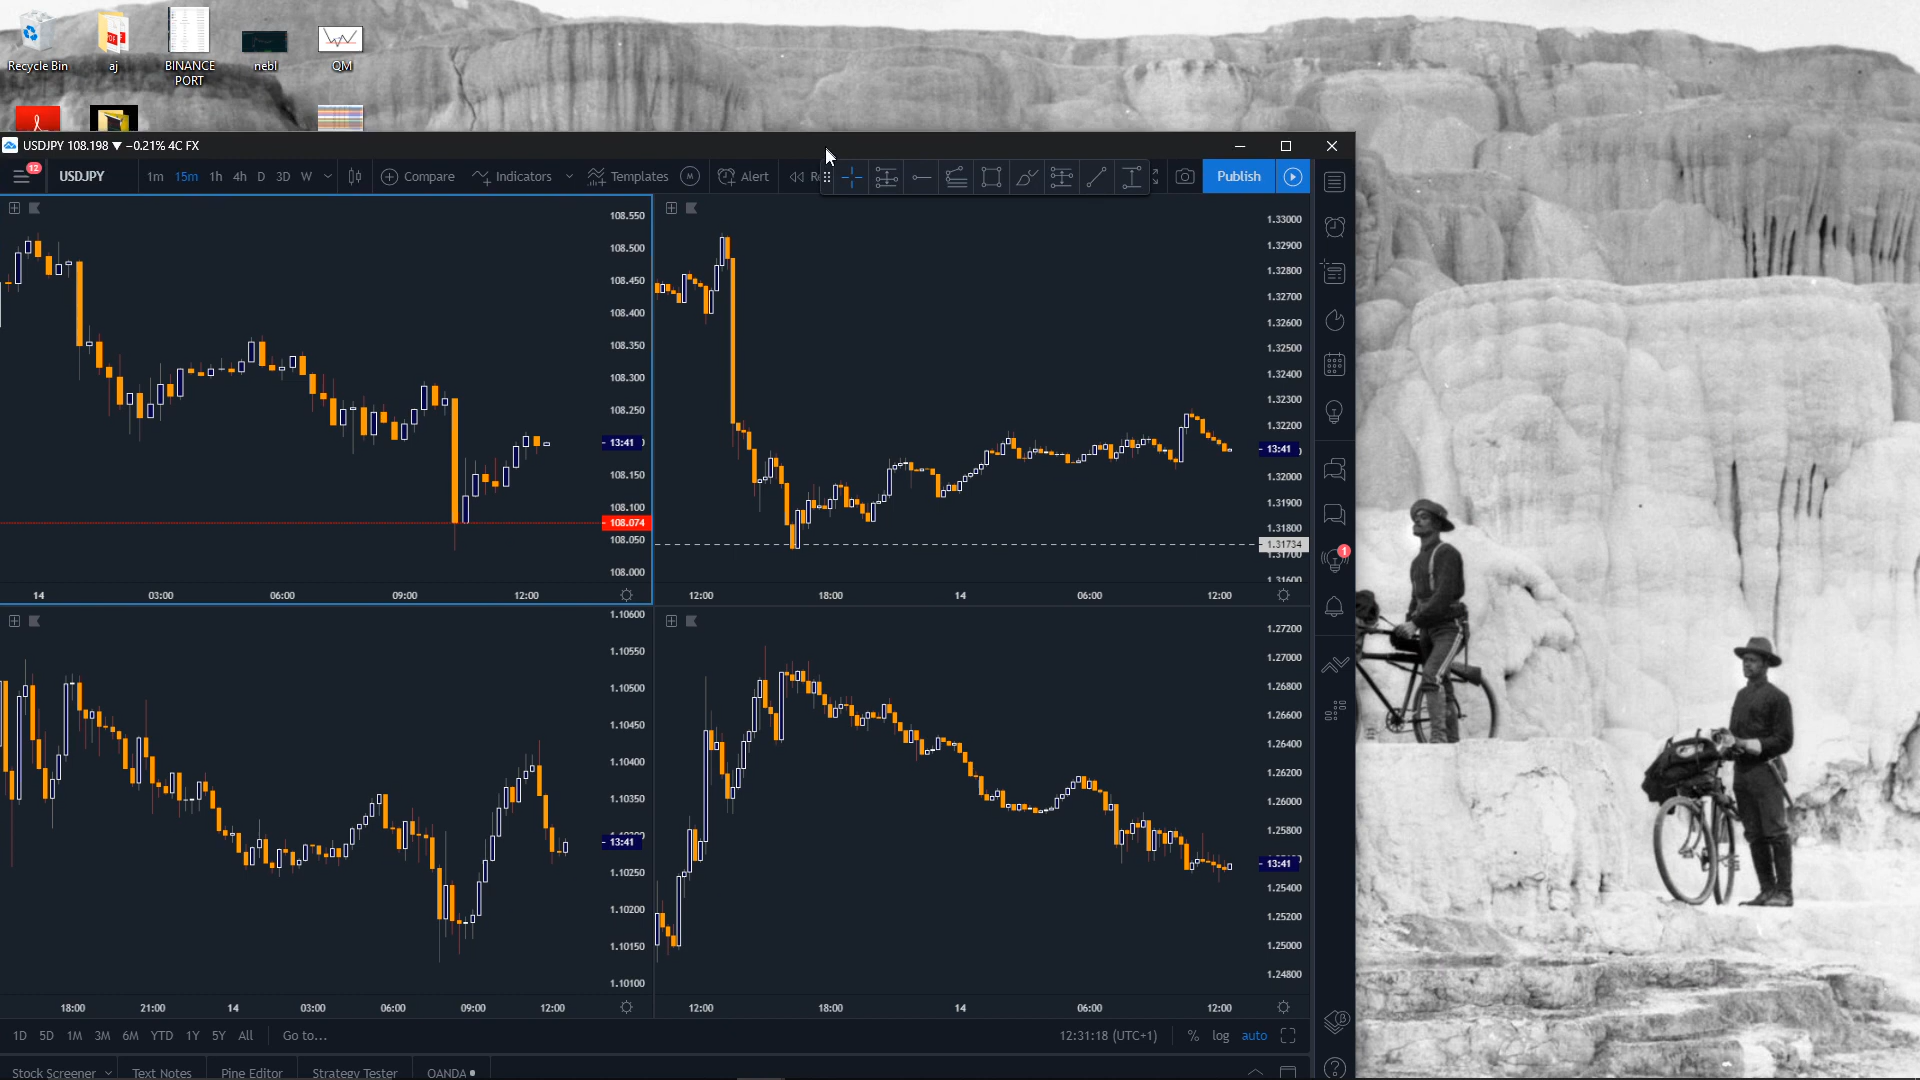 Recycle Bin
aj
BINANCE
PORT
nebl
QM
USDJPY 108.198 ▼ −0.21% 4C FX
12
USDJPY
1m 15m 1h 4h D 3D W
Compare
Indicators
Templates
M
Alert
Publish
108.550
108.500
108.450
108.400
108.350
108.300
108.250
13:41
108.150
108.100
108.074
108.050
108.000
14 03:00 06:00 09:00 12:00
1.33000
1.32900
1.32800
1.32700
1.32600
1.32500
1.32400
1.32300
1.32200
13:41
1.32000
1.31900
1.31800
1.31734
1.31700
1.31600
12:00 18:00 14 06:00 12:00
1
1.10600
1.10550
1.10500
1.10450
1.10400
1.10350
13:41
1.10250
1.10200
1.10150
1.10100
18:00 21:00 14 03:00 06:00 09:00 12:00
1.27200
1.27000
1.26800
1.26600
1.26400
1.26200
1.26000
1.25800
13:41
1.25400
1.25200
1.25000
1.24800
12:00 18:00 14 06:00 12:00
1D 5D 1M 3M 6M YTD 1Y 5Y All Go to...
12:31:18 (UTC+1) % log auto
Stock Screener Text Notes Pine Editor Strategy Tester OANDA